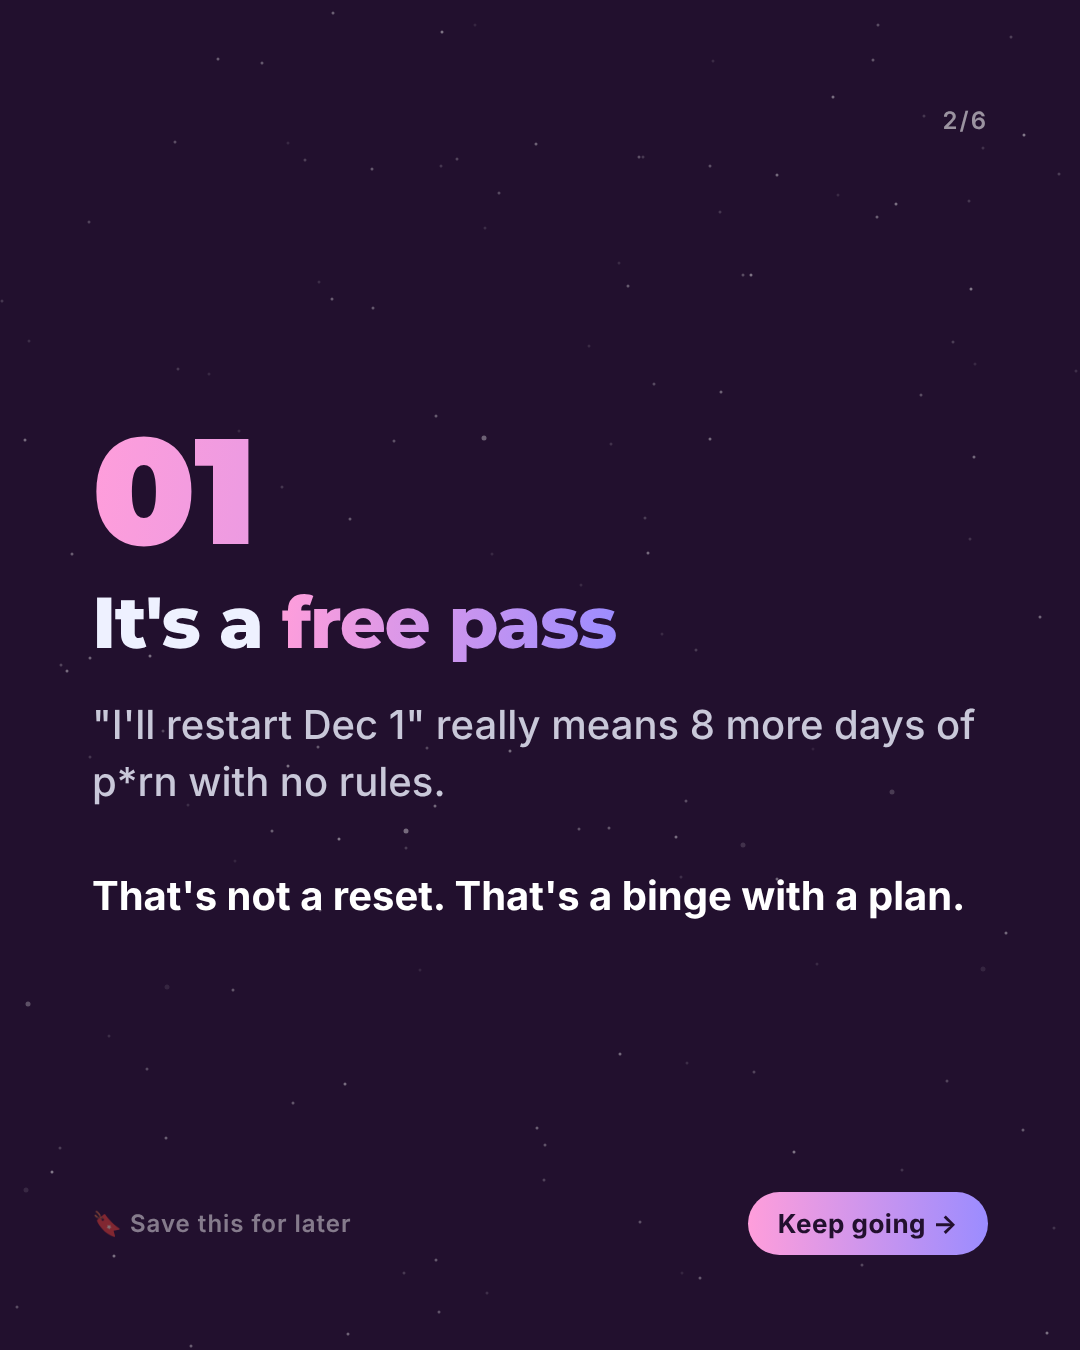 2/6
01
It's a free pass
"I'll restart Dec 1" really means 8 more days of
p*rn with no rules.
That's not a reset. That's a binge with a plan.
🔖 Save this for later
Keep going →